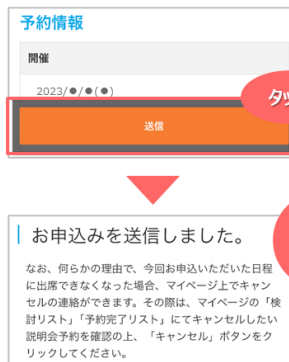 予約情報
開催
2023/●/●(●)
送信
お申込みを送信しました。
なお、何らかの理由で、今回お申込いただいた日程
に出席できなくなった場合、マイページ上でキャン
セルの連絡ができます。その際は、マイページの「検
討リスト」「予約完了リスト」にてキャンセルしたい
説明会予約を確認の上、「キャンセル」ボタンをク
リックしてください。